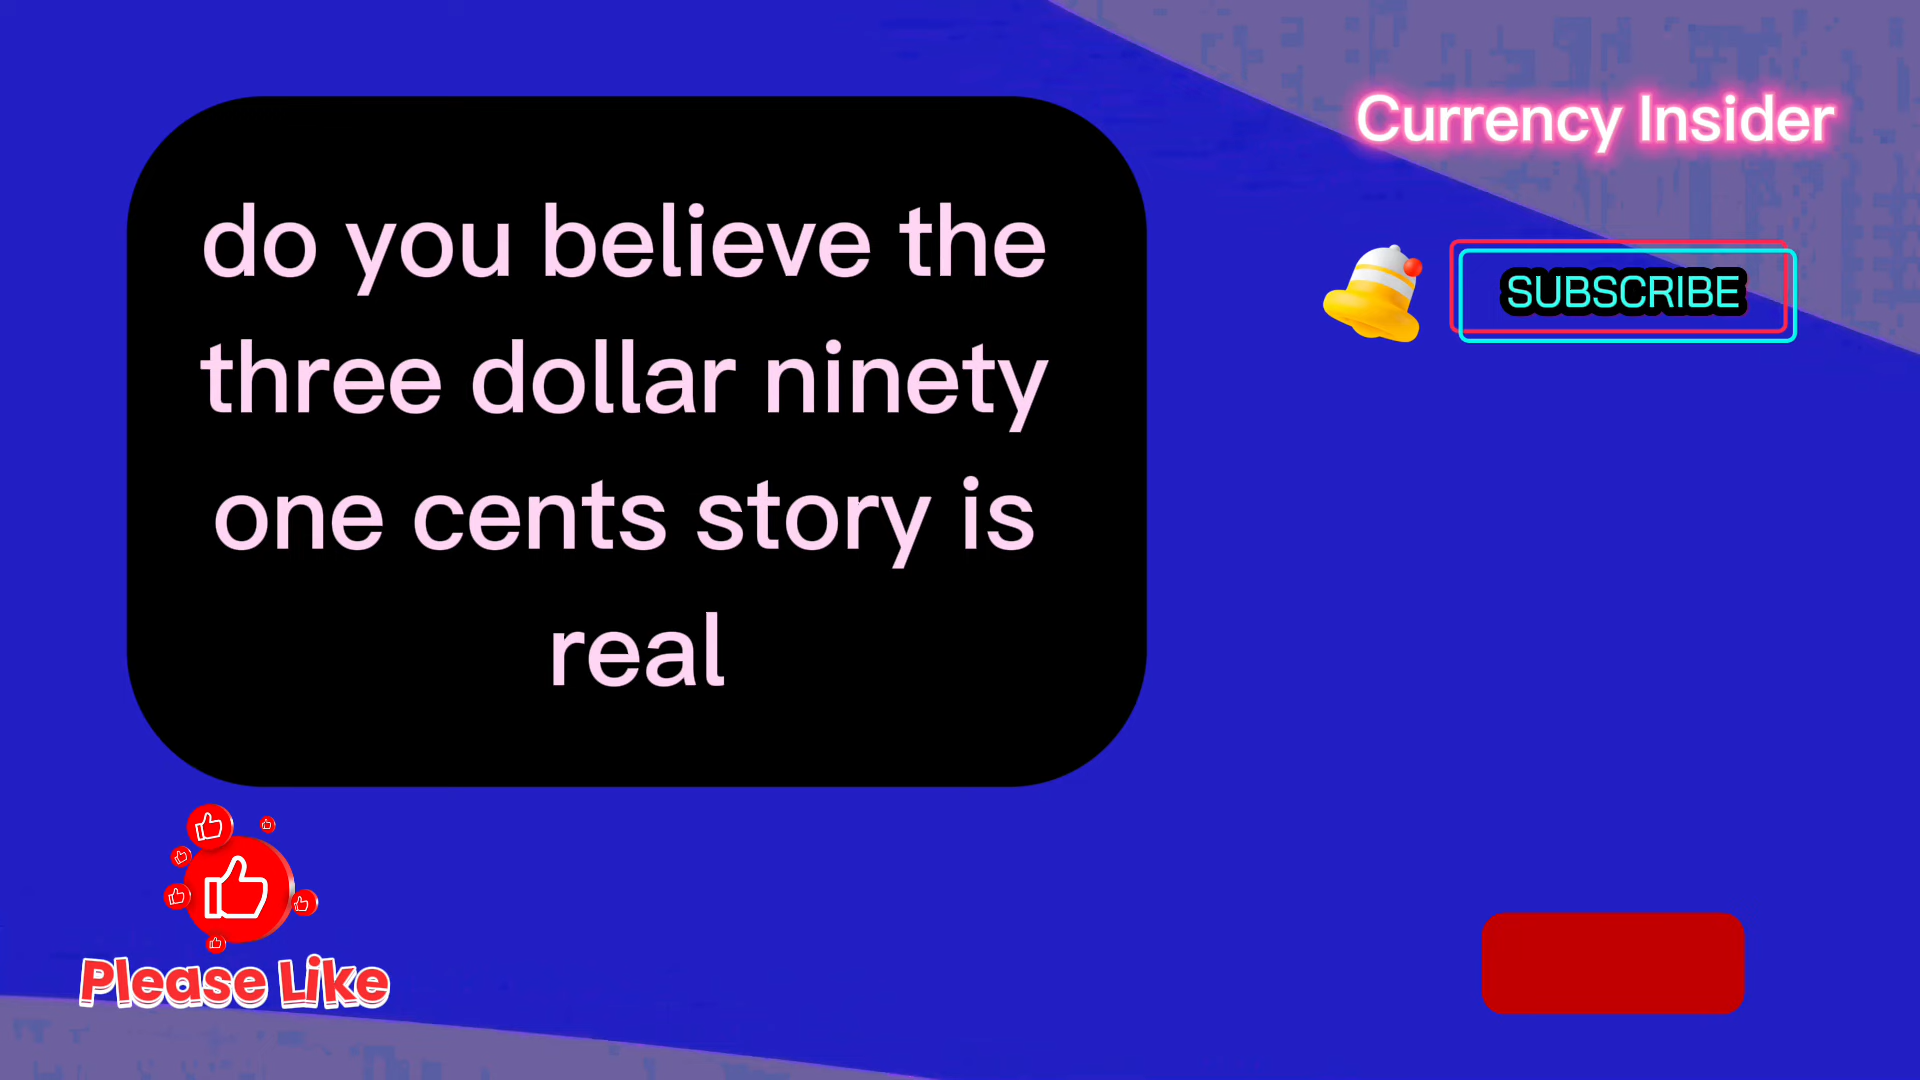 Currency Insider
do you believe the
three dollar ninety
one cents story is
real
SUBSCRIBE
Please Like